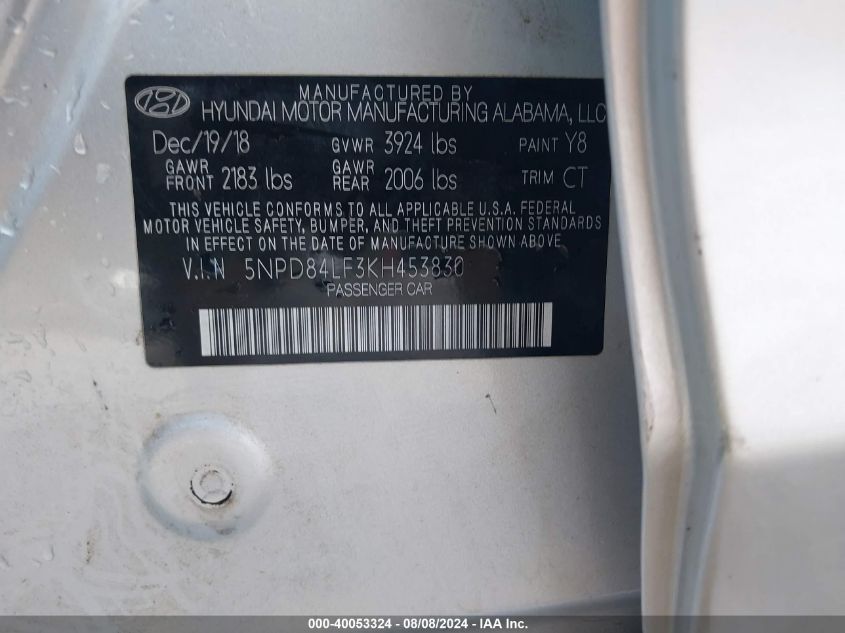 MANUFACTURED BY
HYUNDAI MOTOR MANUFACTURING ALABAMA, LLC
Dec/19/18 GVWR 3924 lbs PAINT Y8
GAWR FRONT 2183 lbs GAWR REAR 2006 lbs TRIM CT
THIS VEHICLE CONFORMS TO ALL APPLICABLE U.S.A. FEDERAL
MOTOR VEHICLE SAFETY, BUMPER, AND THEFT PREVENTION STANDARDS
IN EFFECT ON THE DATE OF MANUFACTURE SHOWN ABOVE.
V.I.N 5NPD84LF3KH453830
PASSENGER CAR
000-40053324 - 08/08/2024 - IAA Inc.